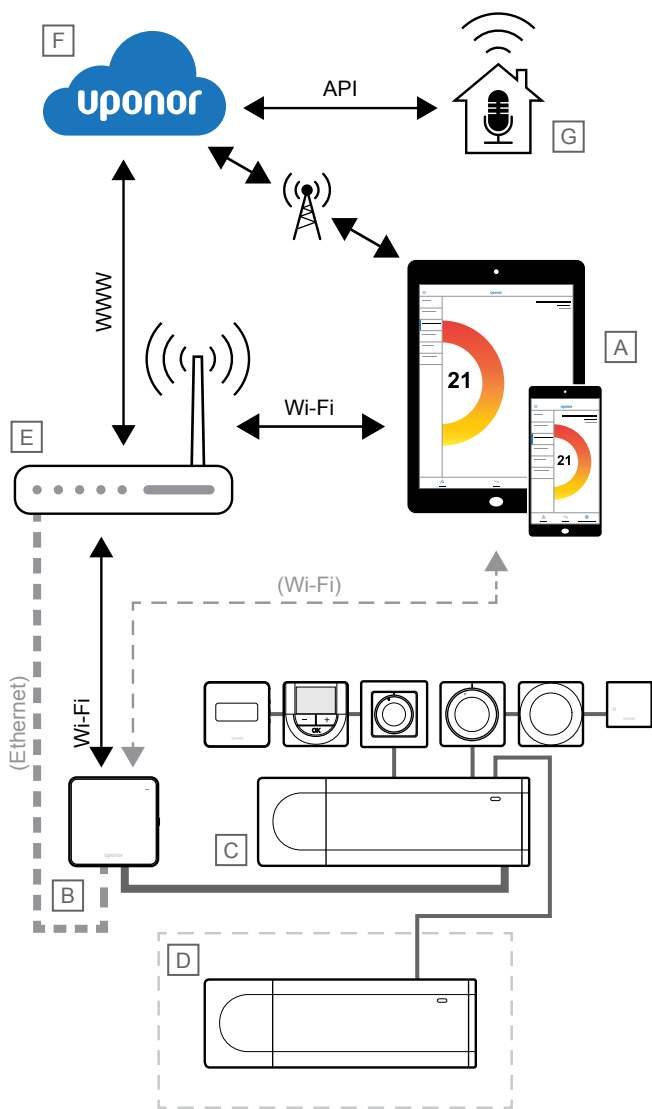 F
uponor
API
G
WWW
uponor
A
21
uponor
21
E
Wi-Fi
(Wi-Fi)
(Ethernet)
Wi-Fi
OK
uponor
B
C
D